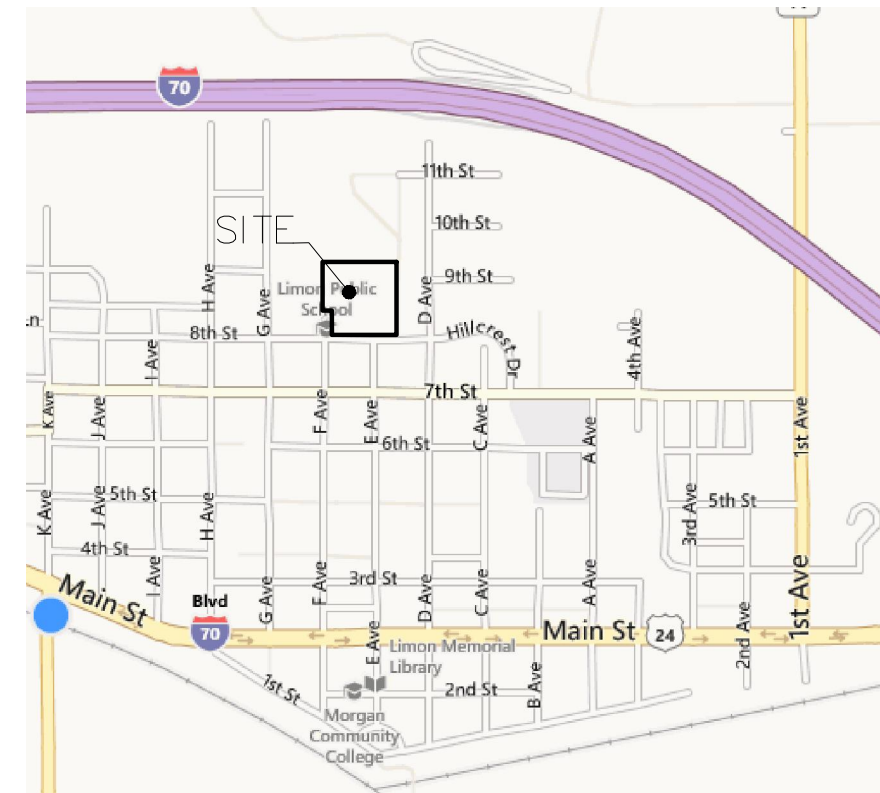 70
11th St
10th St
SITE
9th St
H Ave
Limon Public
School
G Ave
D Ave
8th St
Hillcrest Dr
4th Ave
I Ave
7th St
K Ave
J Ave
F Ave
E Ave
C Ave
A Ave
1st Ave
6th St
5th St
K Ave
J Ave
H Ave
3rd Ave
5th St
4th St
I Ave
3rd St
G Ave
F Ave
D Ave
C Ave
A Ave
1st Ave
Main St
Blvd
70
Main St
24
E Ave
2nd Ave
Limon Memorial
Library
1st St
2nd St
B Ave
Morgan
Community
College